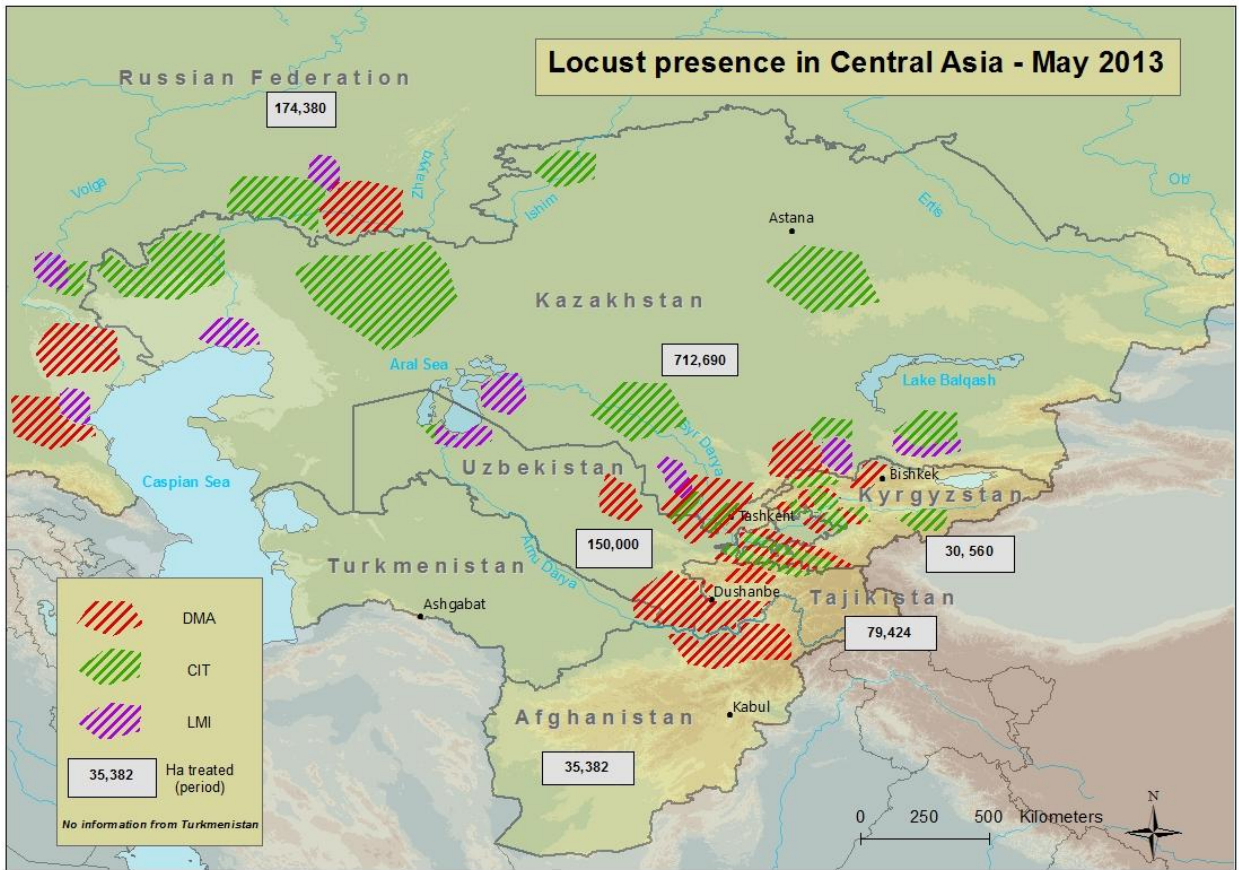 Locust presence in Central Asia - May 2013
Russian Federation
174,380
Volga
Zhayyq
Ishim
Ertis
Ob'
Astana
Kazakhstan
712,690
Aral Sea
Lake Balqash
Syr Darya
Uzbekistan
Bishkek
Kyrgyzstan
Caspian Sea
Tashkent
150,000
30, 560
Turkmenistan
Amu Darya
Ashgabat
Dushanbe
Tajikistan
79,424
Afghanistan
Kabul
35,382
DMA
CIT
LMI
35,382
Ha treated
(period)
No information from Turkmenistan
0 250 500 Kilometers
N